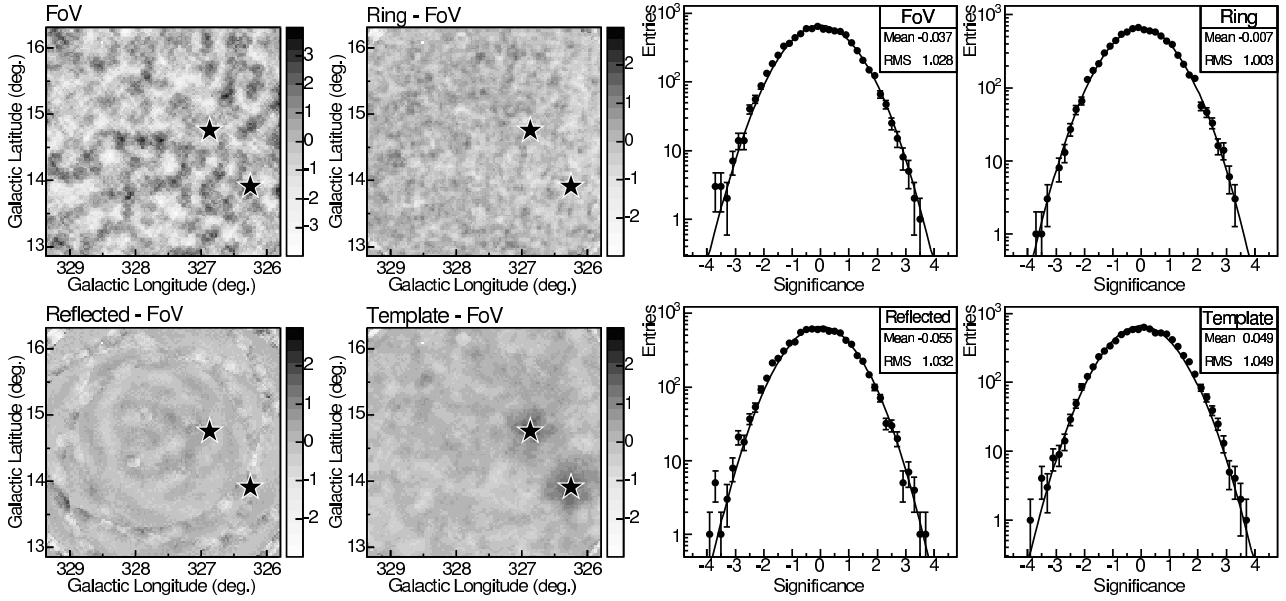 FoV
Galactic Latitude (deg.)
16
15
14
13
329 328 327 326
Galactic Longitude (deg.)
3
2
1
0
-1
-2
-3
Ring - FoV
Galactic Latitude (deg.)
16
15
14
13
329 328 327 326
Galactic Longitude (deg.)
2
1
0
-1
-2
Entries
10³
10²
10
1
FoV
Mean -0.037
RMS 1.028
-4 -3 -2 -1 0 1 2 3 4
Significance
Entries
10³
10²
10
1
Ring
Mean -0.007
RMS 1.003
-4 -3 -2 -1 0 1 2 3 4
Significance
Reflected - FoV
Galactic Latitude (deg.)
16
15
14
13
329 328 327 326
Galactic Longitude (deg.)
2
1
0
-1
-2
Template - FoV
Galactic Latitude (deg.)
16
15
14
13
329 328 327 326
Galactic Longitude (deg.)
2
1
0
-1
-2
Entries
10³
10²
10
1
Reflected
Mean -0.055
RMS 1.032
-4 -3 -2 -1 0 1 2 3 4
Significance
Entries
10³
10²
10
1
Template
Mean 0.049
RMS 1.049
-4 -3 -2 -1 0 1 2 3 4
Significance